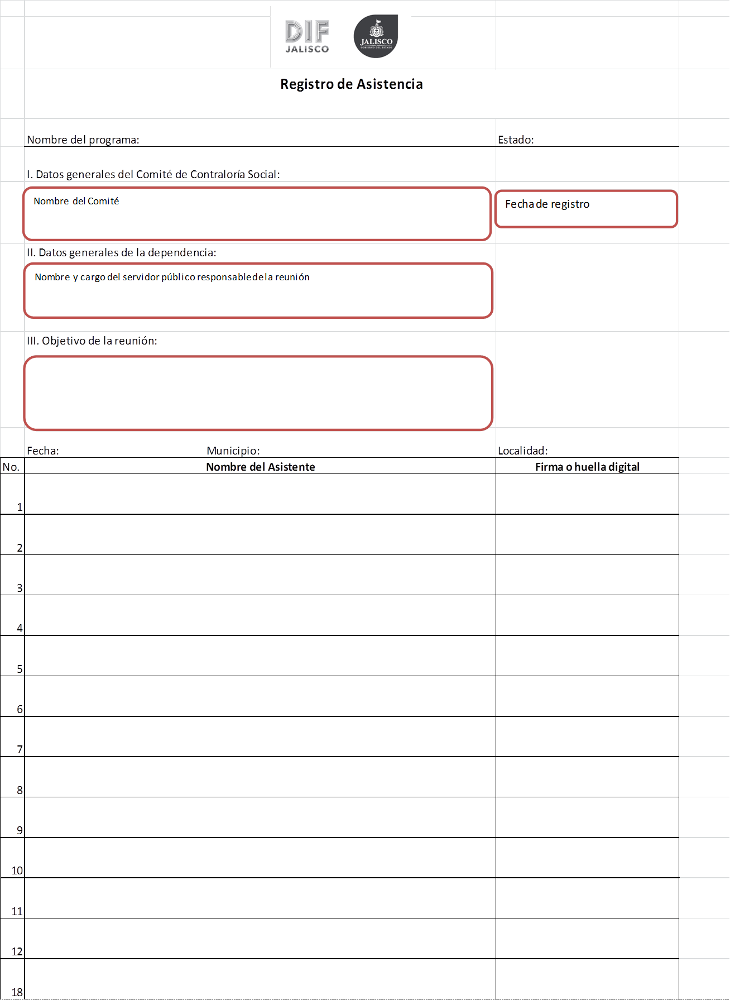 DIF
JALISCO
JALISCO
GOBIERNO DEL ESTADO
Registro de Asistencia
Nombre del programa: Estado:
I. Datos generales del Comité de Contraloría Social:
Nombre del Comité
Fecha de registro
II. Datos generales de la dependencia:
Nombre y cargo del servidor público responsable de la reunión
III. Objetivo de la reunión:
Fecha: Municipio: Localidad:
No. Nombre del Asistente Firma o huella digital
1
2
3
4
5
6
7
8
9
10
11
12
18